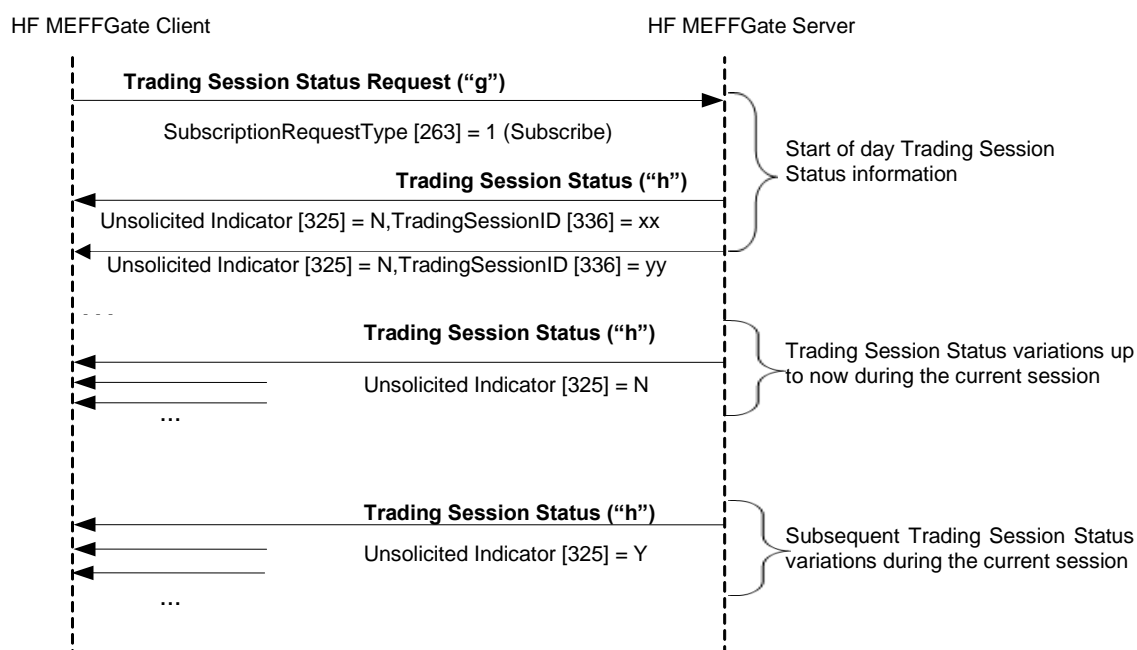 HF MEFFGate Client
HF MEFFGate Server
Trading Session Status Request (“g”)
SubscriptionRequestType [263] = 1 (Subscribe)
Start of day Trading Session
Status information
Trading Session Status (“h”)
Unsolicited Indicator [325] = N,TradingSessionID [336] = xx
Unsolicited Indicator [325] = N,TradingSessionID [336] = yy
...
Trading Session Status (“h”)
Trading Session Status variations up
to now during the current session
Unsolicited Indicator [325] = N
...
Trading Session Status (“h”)
Subsequent Trading Session Status
variations during the current session
Unsolicited Indicator [325] = Y
...